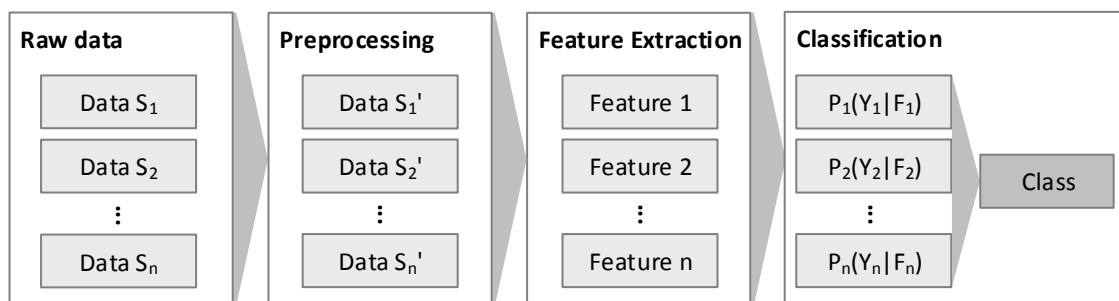 Raw data
Data S₁
Data S₂
⋮
Data Sₙ
Preprocessing
Data S₁'
Data S₂'
⋮
Data Sₙ'
Feature Extraction
Feature 1
Feature 2
⋮
Feature n
Classification
P₁(Y₁|F₁)
P₂(Y₂|F₂)
⋮
Pₙ(Yₙ|Fₙ)
Class